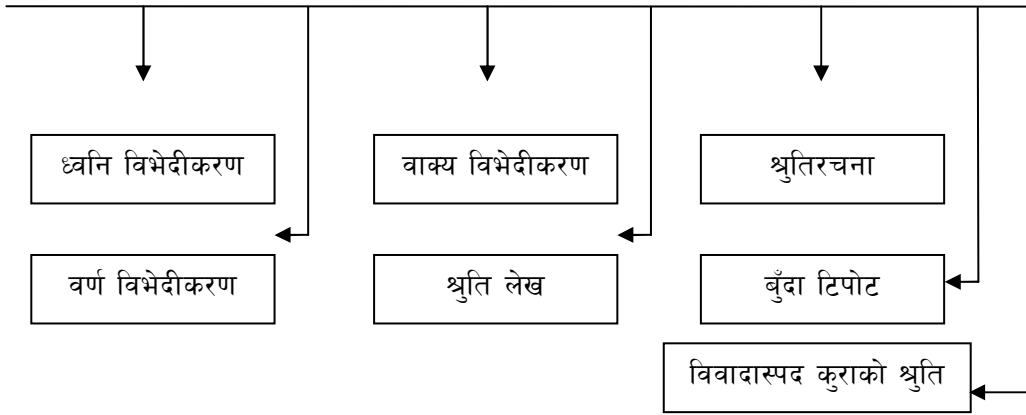 ध्वनि विभेदीकरण
वाक्य विभेदीकरण
श्रुतिरचना
वर्ण विभेदीकरण
श्रुति लेख
बुँदा टिपोट
विवादास्पद कुराको श्रुति